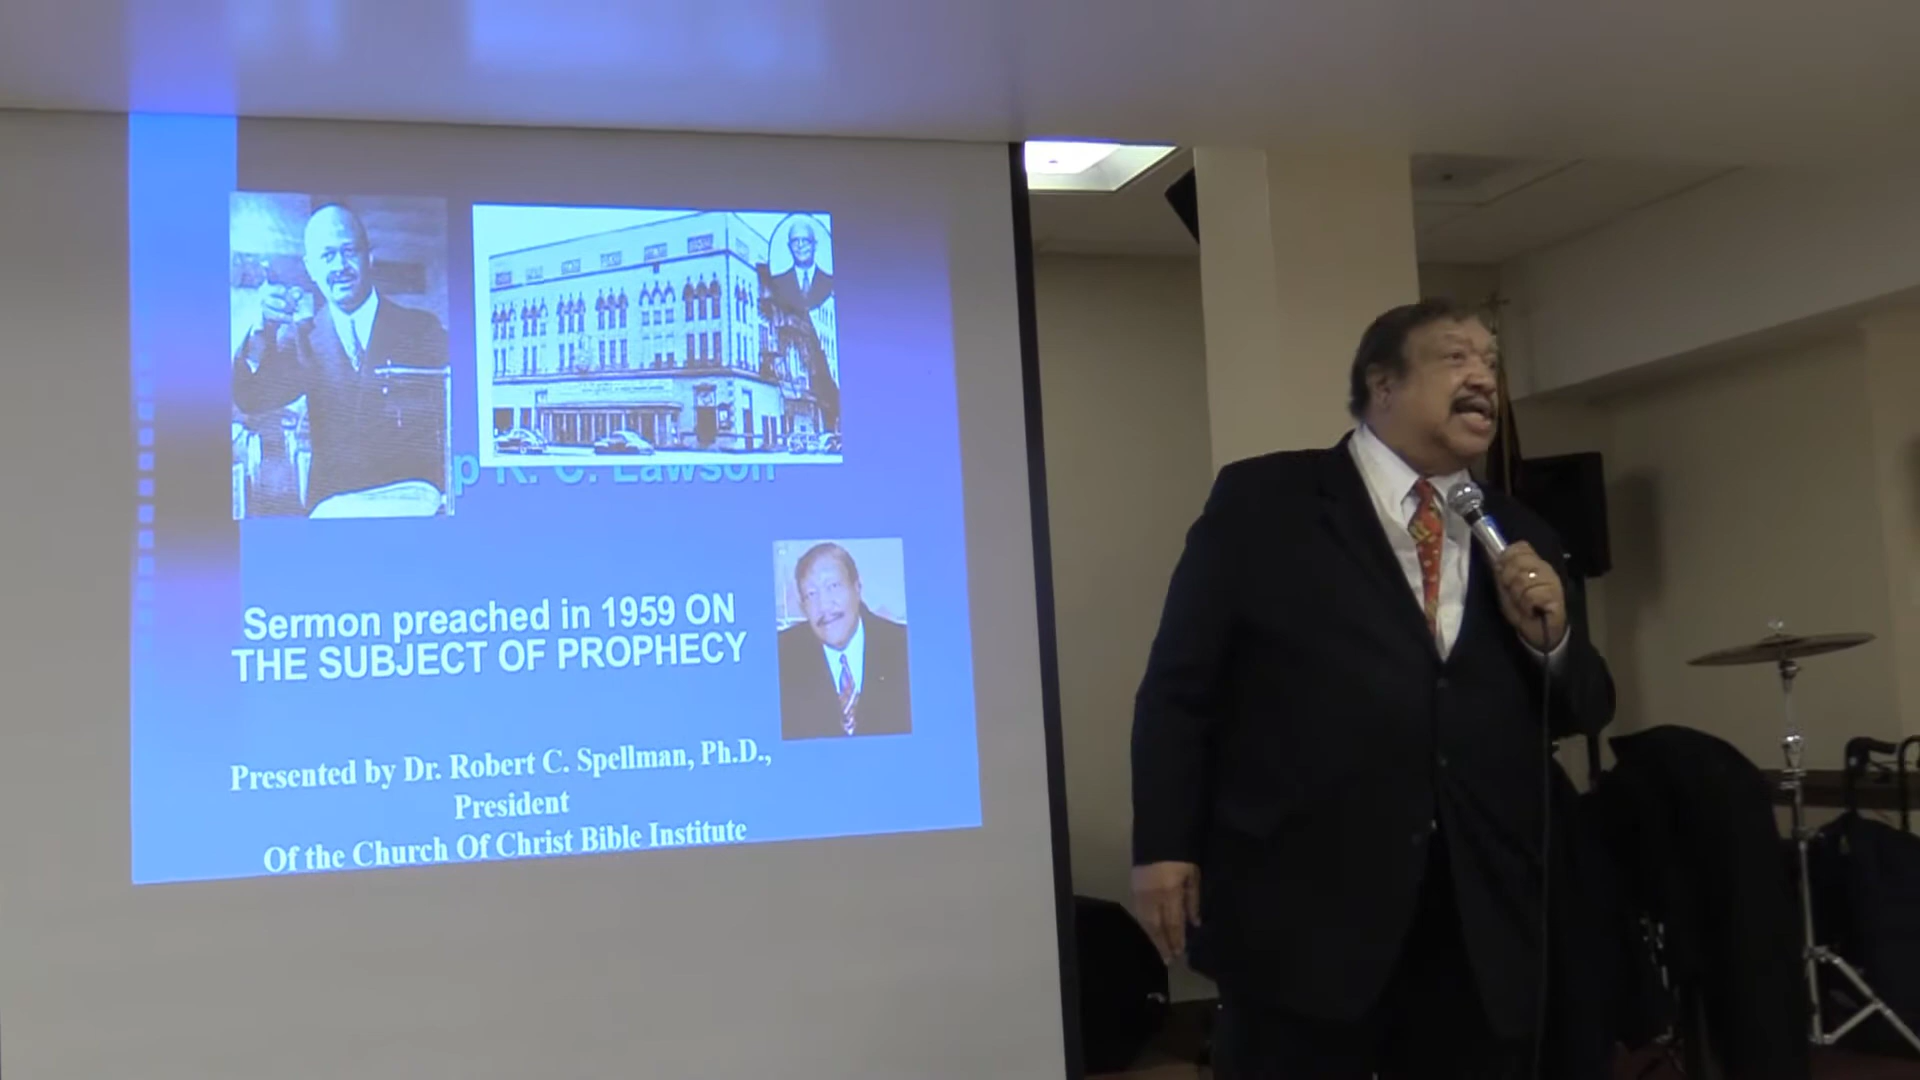 p R. C. Lawson
Sermon preached in 1959 ON
THE SUBJECT OF PROPHECY
Presented by Dr. Robert C. Spellman, Ph.D.,
President
Of the Church Of Christ Bible Institute